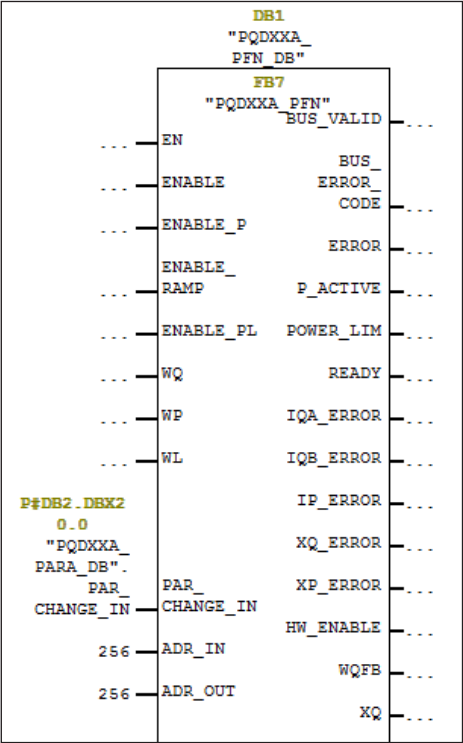 DB1
"PQDXXA_
PFN_DB"
FB7
"PQDXXA_PFN"
BUS_VALID ...
... EN
BUS_
ERROR_
CODE ...
... ENABLE
... ENABLE_P
ERROR ...
ENABLE_
... RAMP
P_ACTIVE ...
... ENABLE_PL
POWER_LIM ...
... WQ
READY ...
... WP
IQA_ERROR ...
... WL
IQB_ERROR ...
IP_ERROR ...
XQ_ERROR ...
P#DB2.DBX2
0.0
"PQDXXA_
PARA_DB".
PAR_
CHANGE_IN
PAR_
CHANGE_IN
XP_ERROR ...
HW_ENABLE ...
256 ADR_IN
WQFB ...
256 ADR_OUT
XQ ...